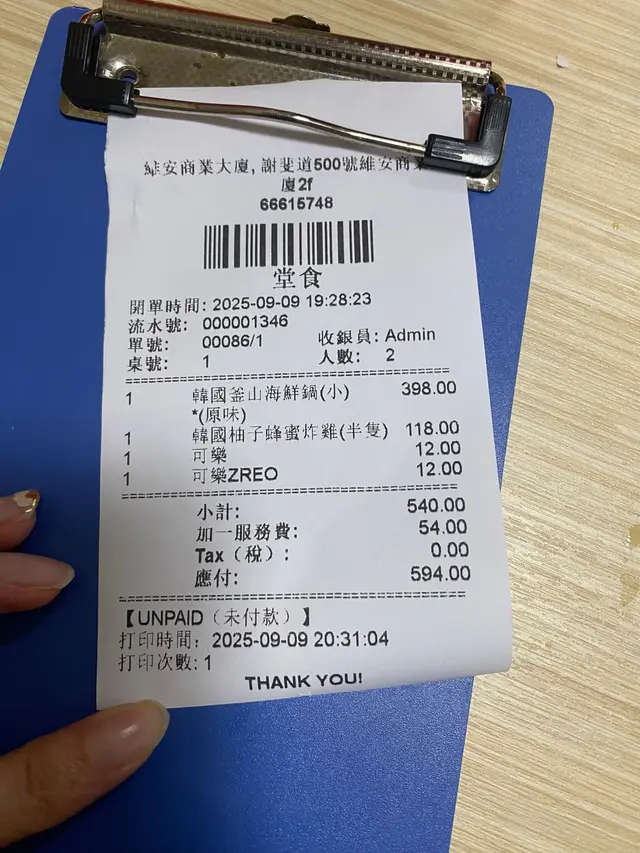 維安商業大廈, 謝斐道500號維安商業
廈2f
66615748
堂食
開單時間: 2025-09-09 19:28:23
流水號: 000001346
單號: 00086/1 收銀員: Admin
桌號: 1 人數: 2
1 韓國釜山海鮮鍋(小) 398.00
*(原味)
1 韓國柚子蜂蜜炸雞(半隻) 118.00
1 可樂 12.00
1 可樂ZREO 12.00
小計: 540.00
加一服務費: 54.00
Tax（稅）: 0.00
應付: 594.00
【UNPAID（未付款）】
打印時間: 2025-09-09 20:31:04
打印次數: 1
THANK YOU!